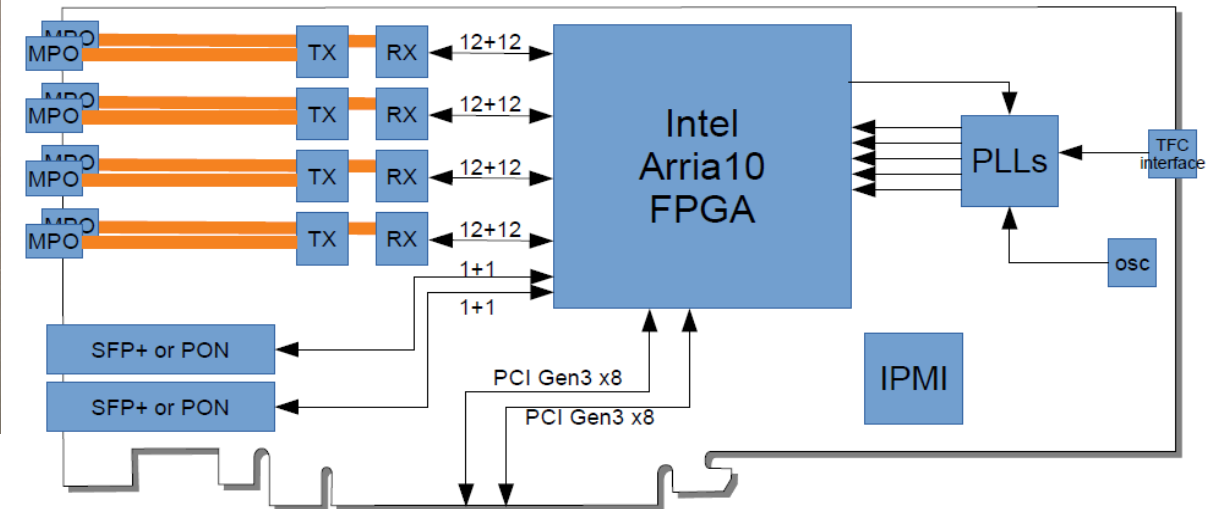 MPO
MPO
TX
RX
12+12
MPO
MPO
TX
RX
12+12
MPO
MPO
TX
RX
12+12
MPO
MPO
TX
RX
12+12
Intel
Arria10
FPGA
PLLs
TFC
interface
osc
1+1
1+1
SFP+ or PON
SFP+ or PON
PCI Gen3 x8
PCI Gen3 x8
IPMI